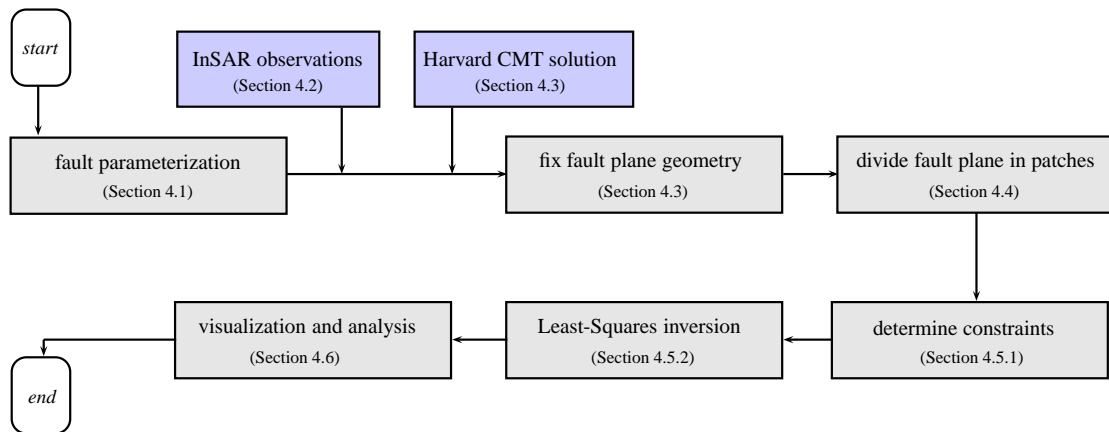 start
InSAR observations
(Section 4.2)
Harvard CMT solution
(Section 4.3)
fault parameterization
(Section 4.1)
fix fault plane geometry
(Section 4.3)
divide fault plane in patches
(Section 4.4)
determine constraints
(Section 4.5.1)
Least-Squares inversion
(Section 4.5.2)
visualization and analysis
(Section 4.6)
end